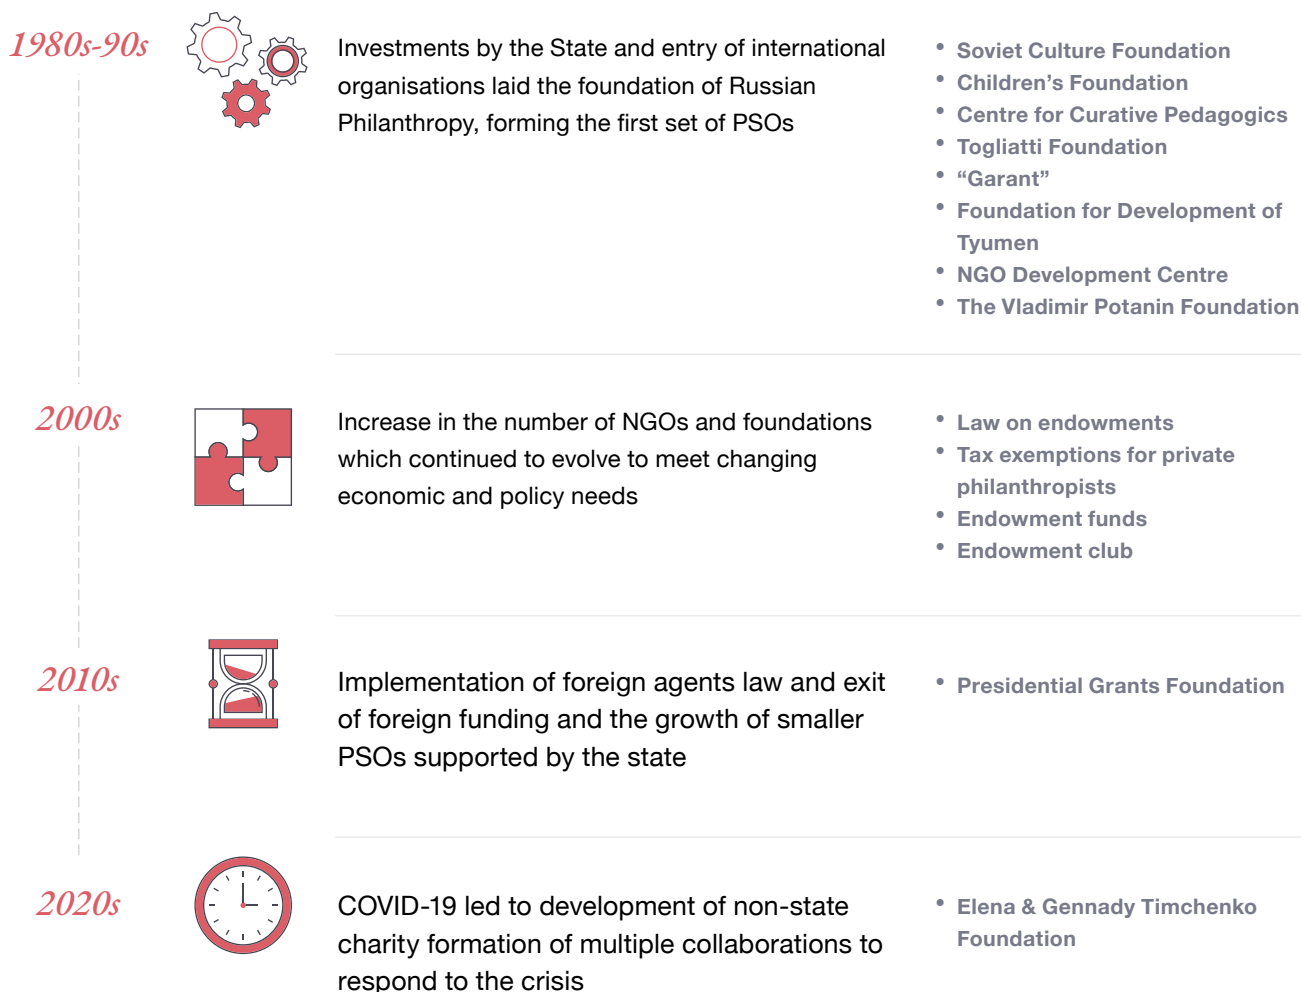 1980s-90s
Investments by the State and entry of international
organisations laid the foundation of Russian
Philanthropy, forming the first set of PSOs
• Soviet Culture Foundation
• Children’s Foundation
• Centre for Curative Pedagogics
• Togliatti Foundation
• “Garant”
• Foundation for Development of
Tyumen
• NGO Development Centre
• The Vladimir Potanin Foundation
2000s
Increase in the number of NGOs and foundations
which continued to evolve to meet changing
economic and policy needs
• Law on endowments
• Tax exemptions for private
philanthropists
• Endowment funds
• Endowment club
2010s
Implementation of foreign agents law and exit
of foreign funding and the growth of smaller
PSOs supported by the state
• Presidential Grants Foundation
2020s
COVID-19 led to development of non-state
charity formation of multiple collaborations to
respond to the crisis
• Elena & Gennady Timchenko
Foundation